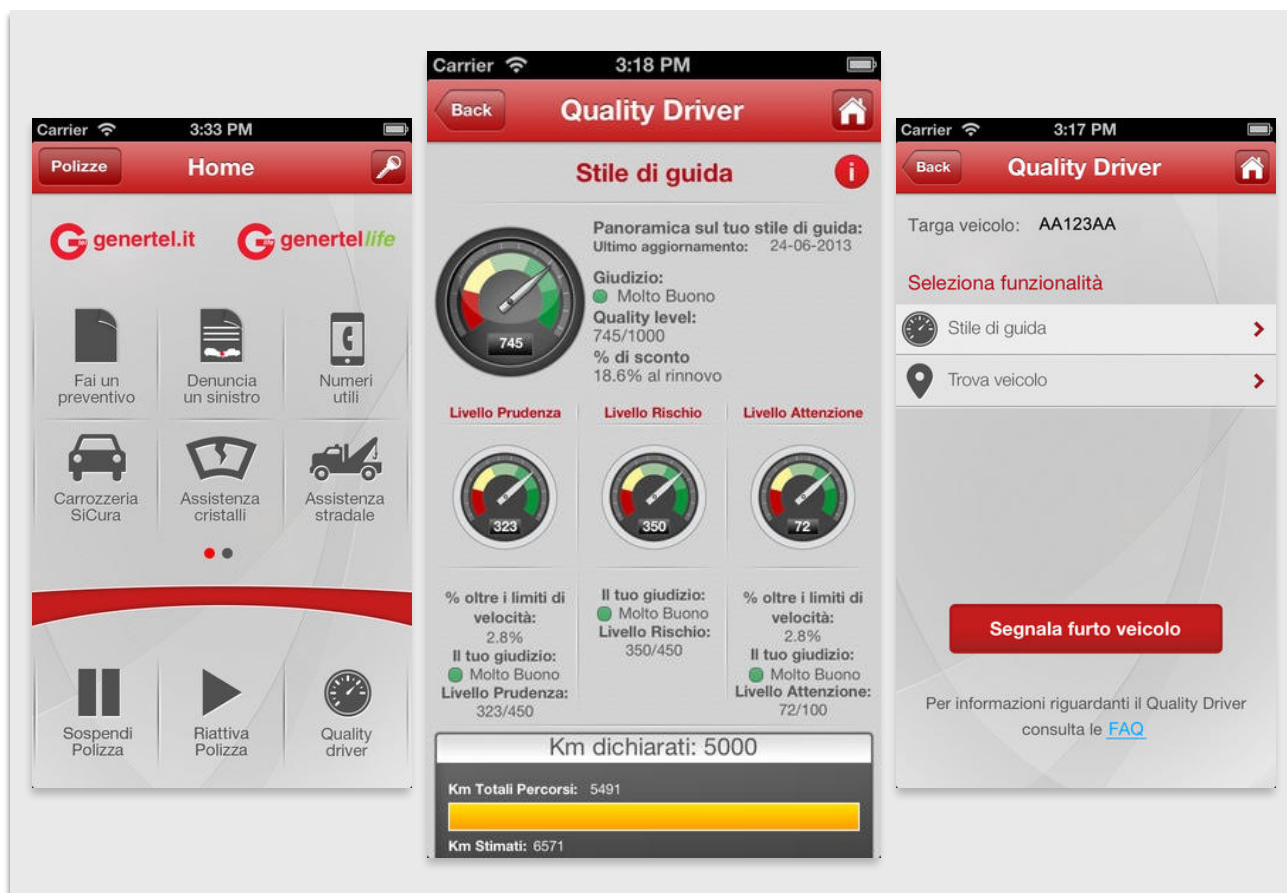 Carrier 3:33 PM
Polizze Home
genertel.it genertellife
Fai un
preventivo
Denuncia
un sinistro
Numeri
utili
Carrozzeria
SiCura
Assistenza
cristalli
Assistenza
stradale
Sospendi
Polizza
Riattiva
Polizza
Quality
driver
Carrier 3:18 PM
Back Quality Driver
Stile di guida i
745
Panoramica sul tuo stile di guida:
Ultimo aggiornamento: 24-06-2013
Giudizio:
Molto Buono
Quality level:
745/1000
% di sconto
18.6% al rinnovo
Livello Prudenza
323
% oltre i limiti di
velocità:
2.8%
Il tuo giudizio:
Molto Buono
Livello Prudenza:
323/450
Livello Rischio
350
Il tuo giudizio:
Molto Buono
Livello Rischio:
350/450
Livello Attenzione
72
% oltre i limiti di
velocità:
2.8%
Il tuo giudizio:
Molto Buono
Livello Attenzione:
72/100
Km dichiarati: 5000
Km Totali Percorsi: 5491
Km Stimati: 6571
Carrier 3:17 PM
Back Quality Driver
Targa veicolo: AA123AA
Seleziona funzionalità
Stile di guida
Trova veicolo
Segnala furto veicolo
Per informazioni riguardanti il Quality Driver
consulta le FAQ